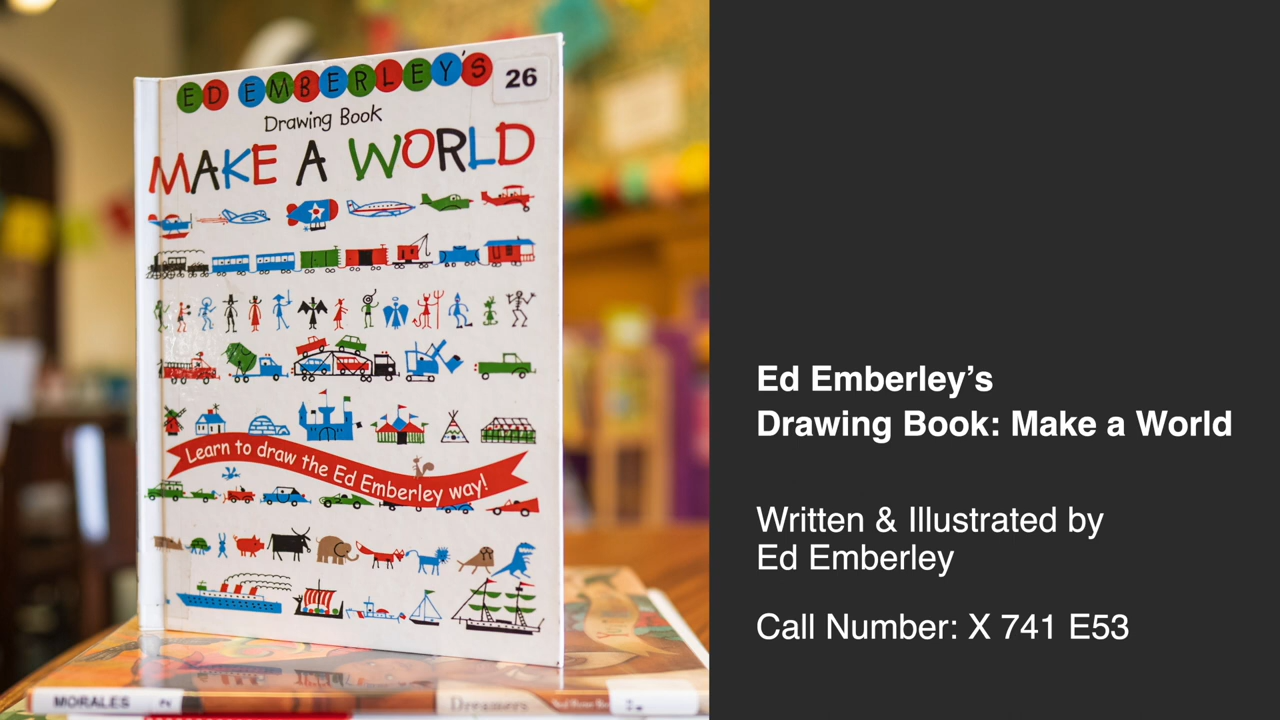 ED EMBERLEY'S
26
Drawing Book
MAKE A WORLD
Learn to draw the Ed Emberley way!
MORALES
Dreamers
Ed Emberley's
Drawing Book: Make a World
Written & Illustrated by
Ed Emberley
Call Number: X 741 E53